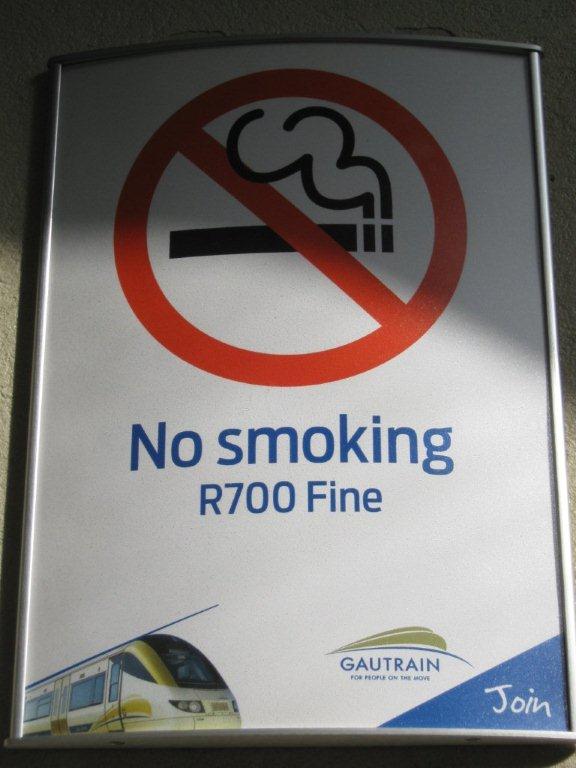 No smoking
R700 Fine
GAUTRAIN
FOR PEOPLE ON THE MOVE
Join